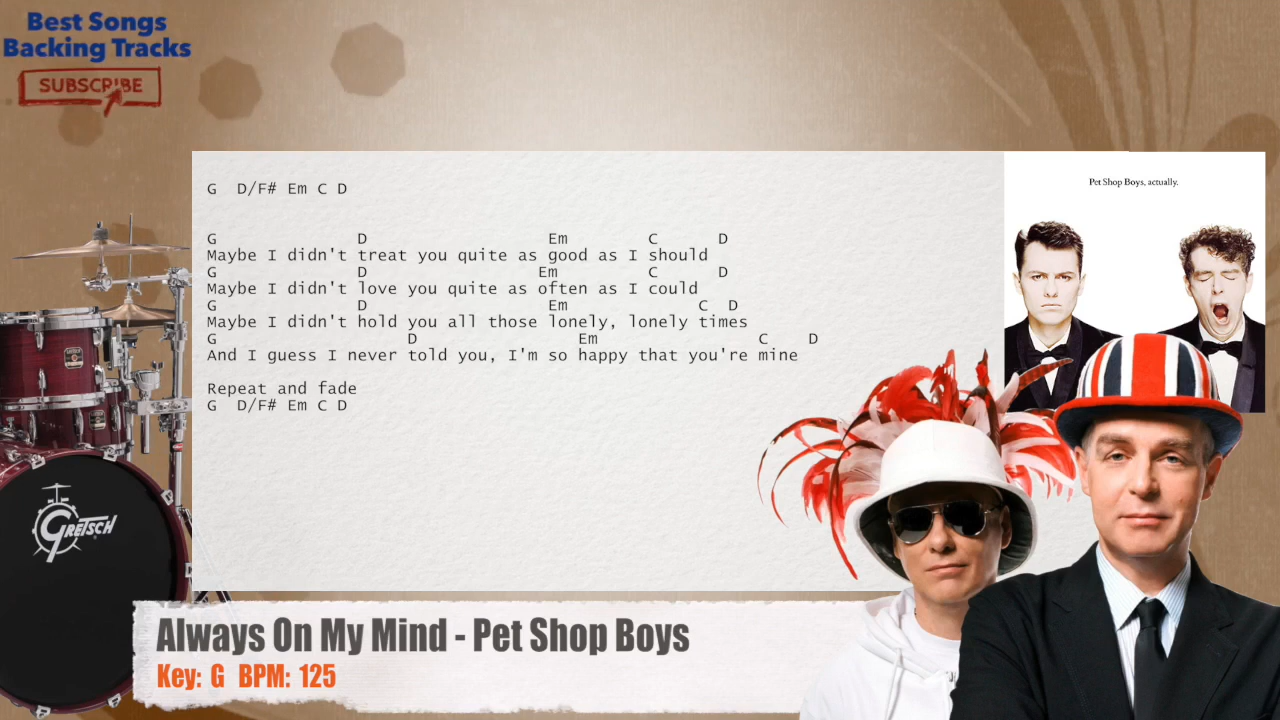 Best Songs
Backing Tracks
SUBSCRIBE
Pet Shop Boys, actually.
G  D/F# Em C D
G              D                  Em        C      D
Maybe I didn't treat you quite as good as I should
G              D                 Em         C      D
Maybe I didn't love you quite as often as I could
G              D                  Em             C  D
Maybe I didn't hold you all those lonely, lonely times
G                   D                Em                C    D
And I guess I never told you, I'm so happy that you're mine
Repeat and fade
G  D/F# Em C D
GRETSCH
Always On My Mind - Pet Shop Boys
Key: G  BPM: 125